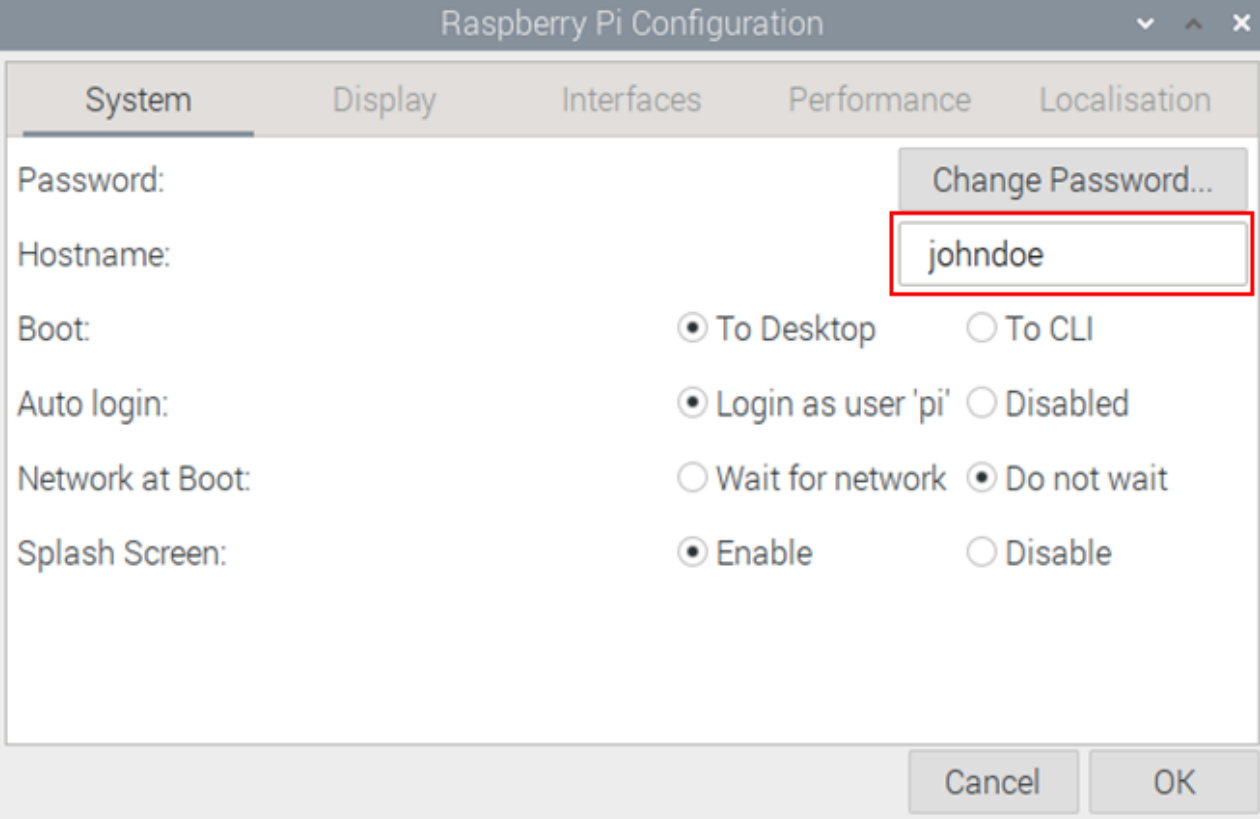 Raspberry Pi Configuration
System Display Interfaces Performance Localisation
Password: Change Password...
Hostname: johndoe
Boot: To Desktop To CLI
Auto login: Login as user 'pi' Disabled
Network at Boot: Wait for network Do not wait
Splash Screen: Enable Disable
Cancel OK